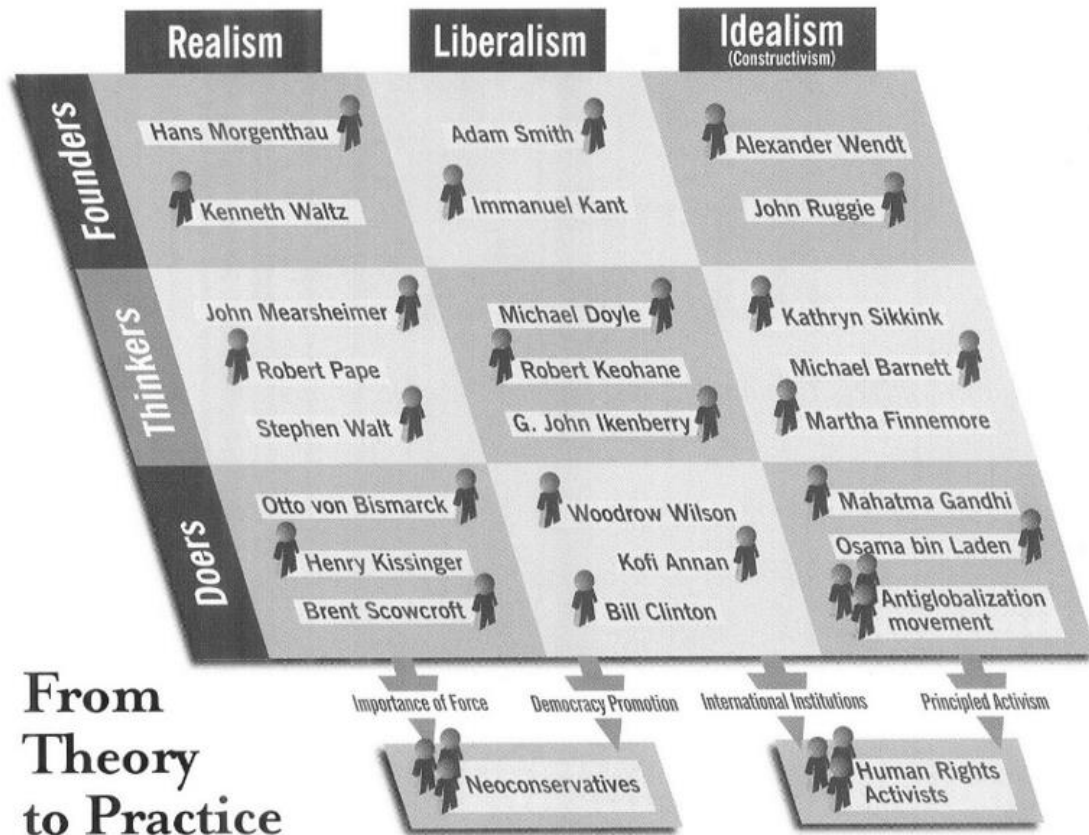 Realism
Liberalism
Idealism
(Constructivism)
Founders
Hans Morgenthau
Kenneth Waltz
Adam Smith
Immanuel Kant
Alexander Wendt
John Ruggie
Thinkers
John Mearsheimer
Robert Pape
Stephen Walt
Michael Doyle
Robert Keohane
G. John Ikenberry
Kathryn Sikkink
Michael Barnett
Martha Finnemore
Doers
Otto von Bismarck
Henry Kissinger
Brent Scowcroft
Woodrow Wilson
Kofi Annan
Bill Clinton
Mahatma Gandhi
Osama bin Laden
Antiglobalization
movement
Importance of Force
Democracy Promotion
International Institutions
Principled Activism
Neoconservatives
Human Rights
Activists
From
Theory
to Practice